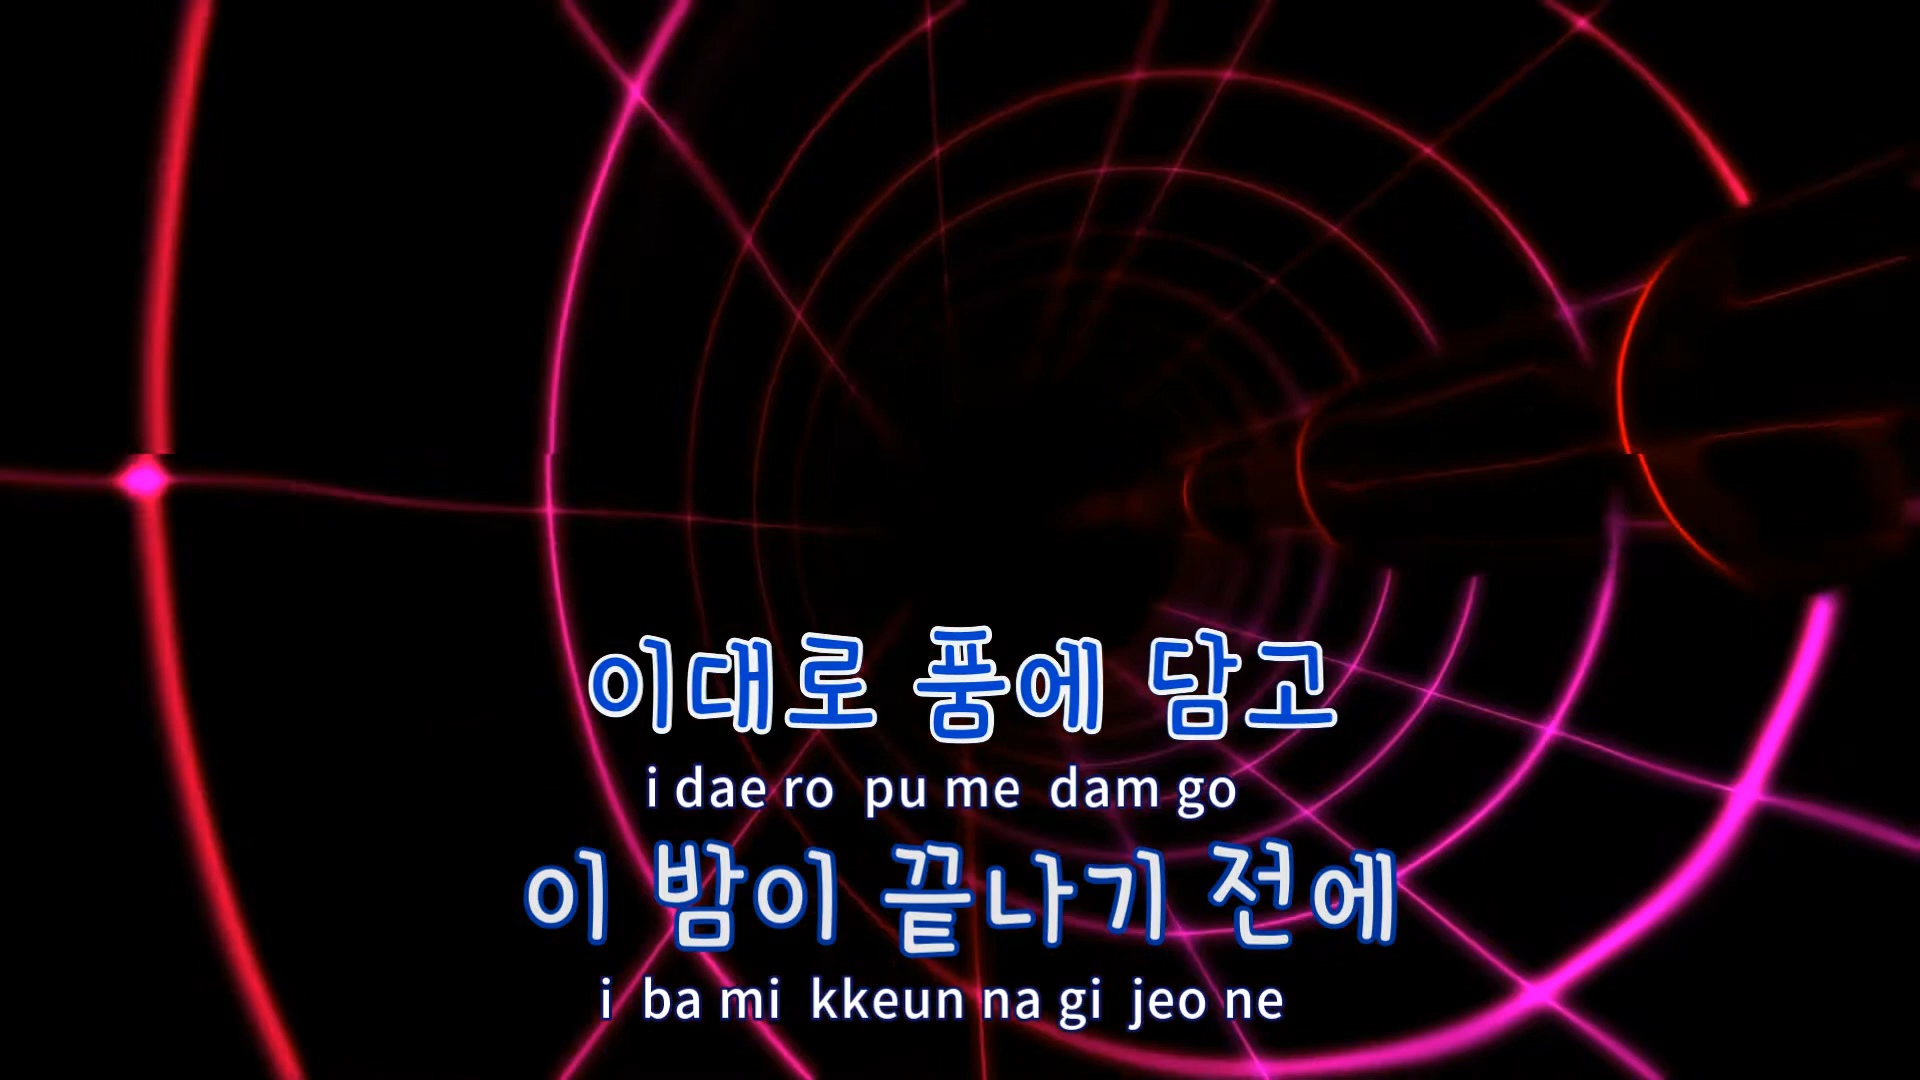 이대로 품에 담고
i dae ro pu me dam go
이 밤이 끝나기 전에
i ba mi kkeun na gi jeo ne